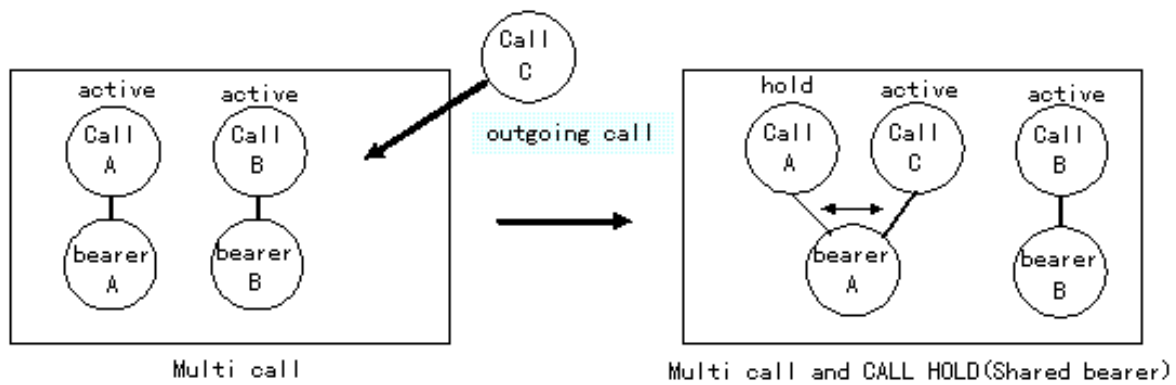 Call
C
active
active
Call
A
Call
B
bearer
A
bearer
B
outgoing call
hold
active
active
Call
A
Call
C
Call
B
bearer
A
bearer
B
Multi call
Multi call and CALL HOLD(Shared bearer)